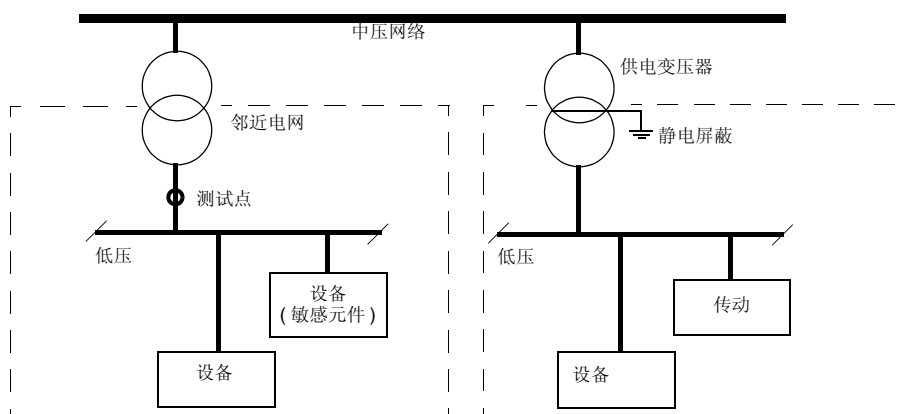 中压网络
供电变压器
邻近电网
静电屏蔽
测试点
低压
低压
设备
(敏感元件)
传动
设备
设备